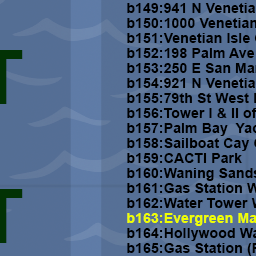 b149:941 N Venetia
b150:1000 Venetian
b151:Venetian Isle
b152:198 Palm Ave
b153:250 E San Mar
b154:921 N Venetia
b155:79th St West
b156:Tower I & II of
b157:Palm Bay Yac
b158:Sailboat Cay
b159:CACTI Park
b160:Waning Sands
b161:Gas Station W
b162:Water Tower W
b163:Evergreen Ma
b164:Hollywood Wa
b165:Gas Station (
T
T